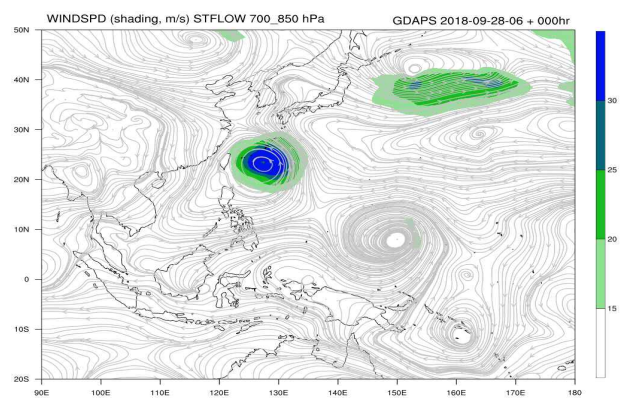 WINDSPD (shading, m/s) STFLOW 700_850 hPa GDAPS 2018-09-28-06 + 000hr
50N
40N
30N
20N
10N
0
10S
20S
90E 100E 110E 120E 130E 140E 150E 160E 170E 180
30
25
20
15